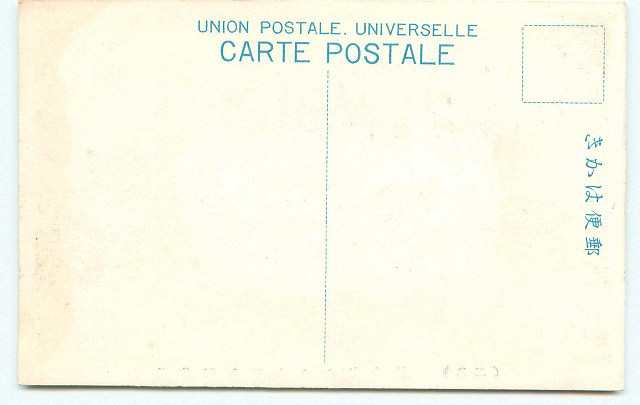 UNION POSTALE. UNIVERSELLE
CARTE POSTALE
郵便はかき